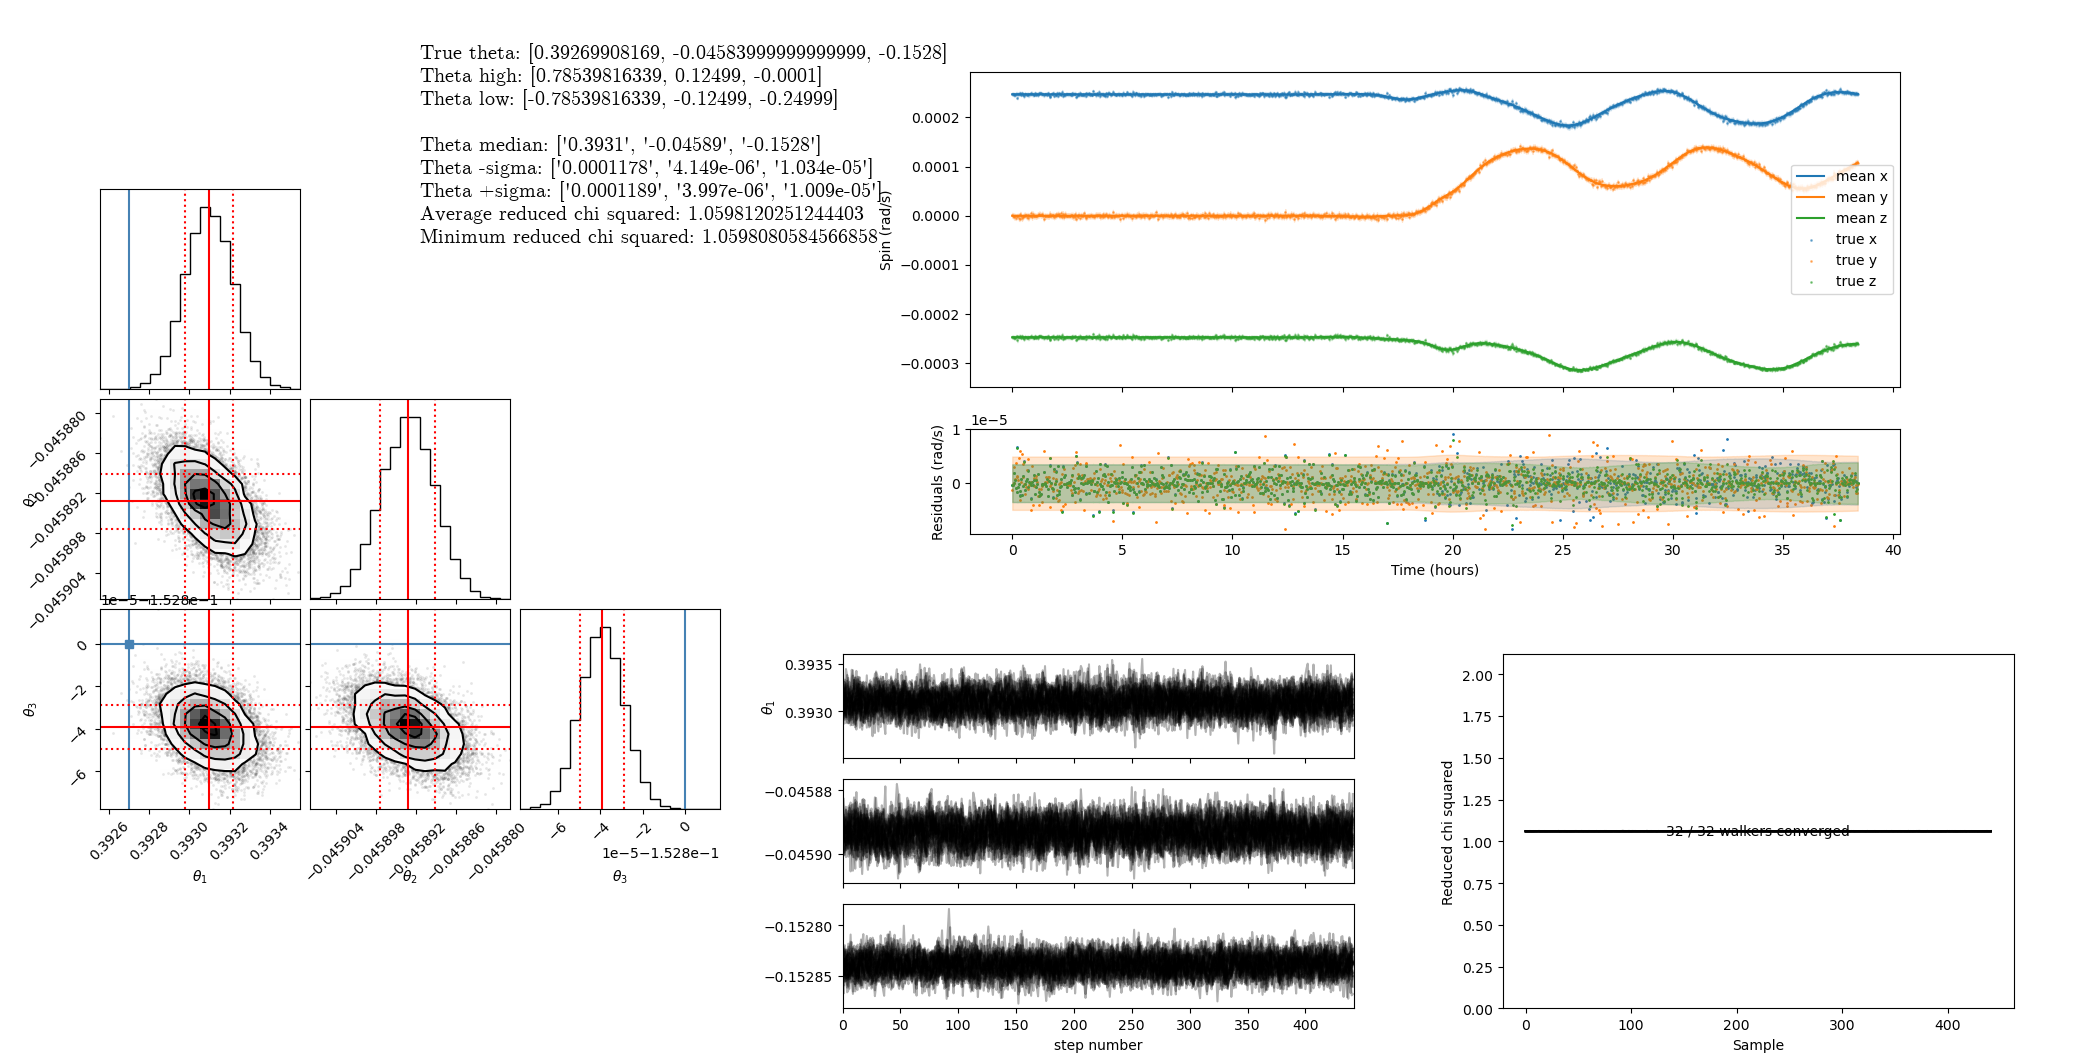 True theta: [0.39269908169, -0.04583999999999999, -0.1528]
Theta high: [0.78539816339, 0.12499, -0.0001]
Theta low: [-0.78539816339, -0.12499, -0.24999]
Theta median: ['0.3931', '-0.04589', '-0.1528']
Theta -sigma: ['0.0001178', '4.149e-06', '1.034e-05']
Theta +sigma: ['0.0001189', '3.997e-06', '1.009e-05']
Average reduced chi squared: 1.0598120251244403
Minimum reduced chi squared: 1.0598080584566858
Spin (rad/s)
0.0002
0.0001
0.0000
−0.0001
−0.0002
−0.0003
mean x
mean y
mean z
true x
true y
true z
1e−5
Residuals (rad/s)
1
0
0
5
10
15
20
25
30
35
40
Time (hours)
−0.045880
−0.045886
−0.045892
−0.045898
−0.045904
1e−5−1.528e−1
θ3
0
−2
−4
−6
0.3926
0.3928
0.3930
0.3932
0.3934
θ1
−0.045904
−0.045898
−0.045892
−0.045886
−0.045880
θ2
−6
−4
−2
0
1e−5−1.528e−1
θ3
θ1
0.3935
0.3930
−0.04588
−0.04590
−0.15280
−0.15285
0
50
100
150
200
250
300
350
400
step number
Reduced chi squared
2.00
1.75
1.50
1.25
1.00
0.75
0.50
0.25
0.00
32 / 32 walkers converged
0
100
200
300
400
Sample